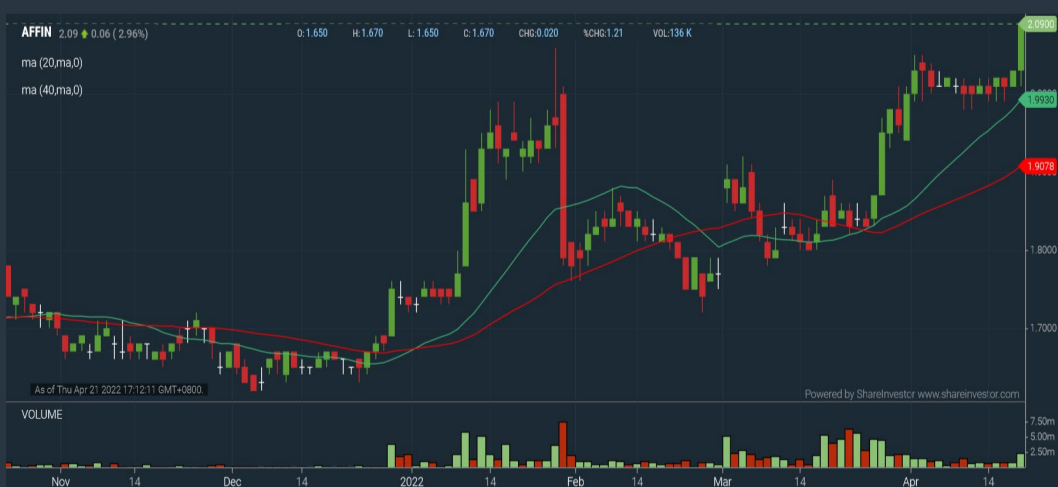 AFFIN 2.09 0.06 ( 2.96%) O:1.650 H:1.670 L: 1.650 C: 1.670 CHG:0.020 %CHG:1.21 VOL:136 K
2.0900
ma (20,ma,0)
ma (40,ma,0)
1.9930
1.9078
1.8000
1.7000
As of Thu Apr 21 2022 17:12:11 GMT+0800.
Powered by ShareInvestor www.shareinvestor.com
VOLUME
7.50m
5.00m
2.50m
Nov 14 Dec 14 2022 14 Feb 14 Mar 14 Apr 14